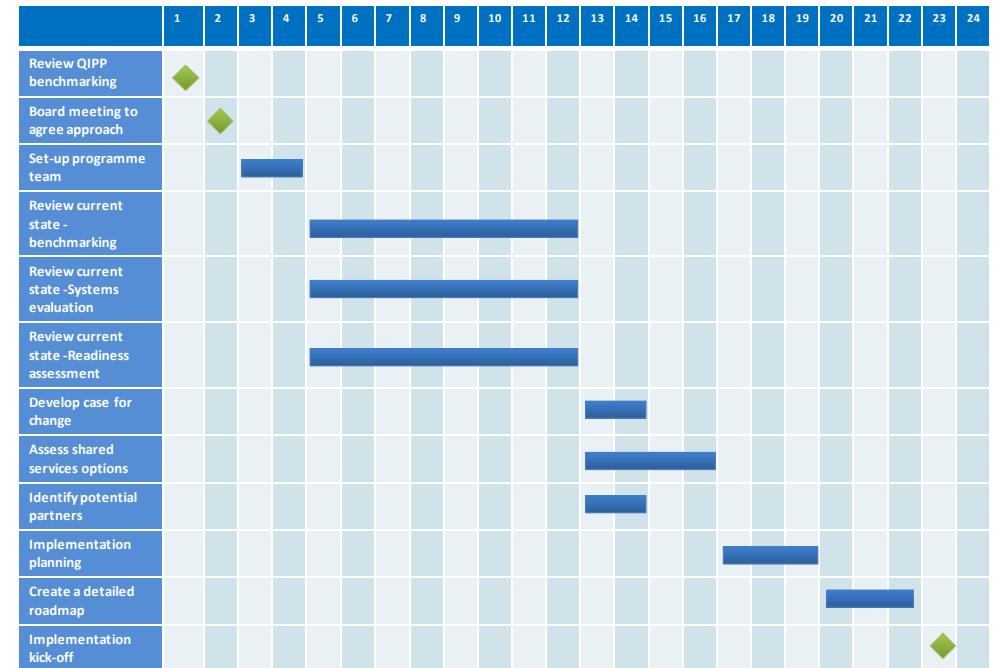 1 2 3 4 5 6 7 8 9 10 11 12 13 14 15 16 17 18 19 20 21 22 23 24
Review QIPP
benchmarking
Board meeting to
agree approach
Set-up programme
team
Review current
state -
benchmarking
Review current
state -Systems
evaluation
Review current
state -Readiness
assessment
Develop case for
change
Assess shared
services options
Identify potential
partners
Implementation
planning
Create a detailed
roadmap
Implementation
kick-off